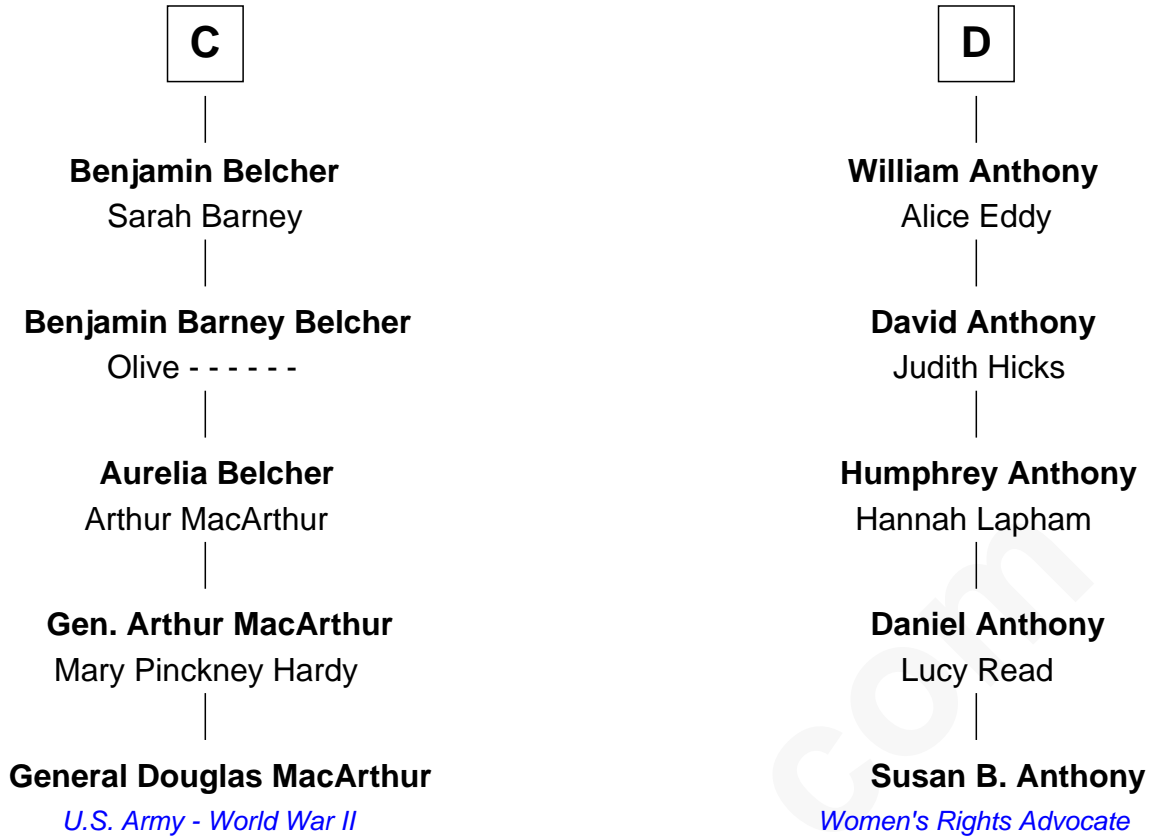 C
Benjamin Belcher
Sarah Barney
Benjamin Barney Belcher
Olive - - - - - -
Aurelia Belcher
Arthur MacArthur
Gen. Arthur MacArthur
Mary Pinckney Hardy
General Douglas MacArthur
U.S. Army - World War II
D
William Anthony
Alice Eddy
David Anthony
Judith Hicks
Humphrey Anthony
Hannah Lapham
Daniel Anthony
Lucy Read
Susan B. Anthony
Women's Rights Advocate
com